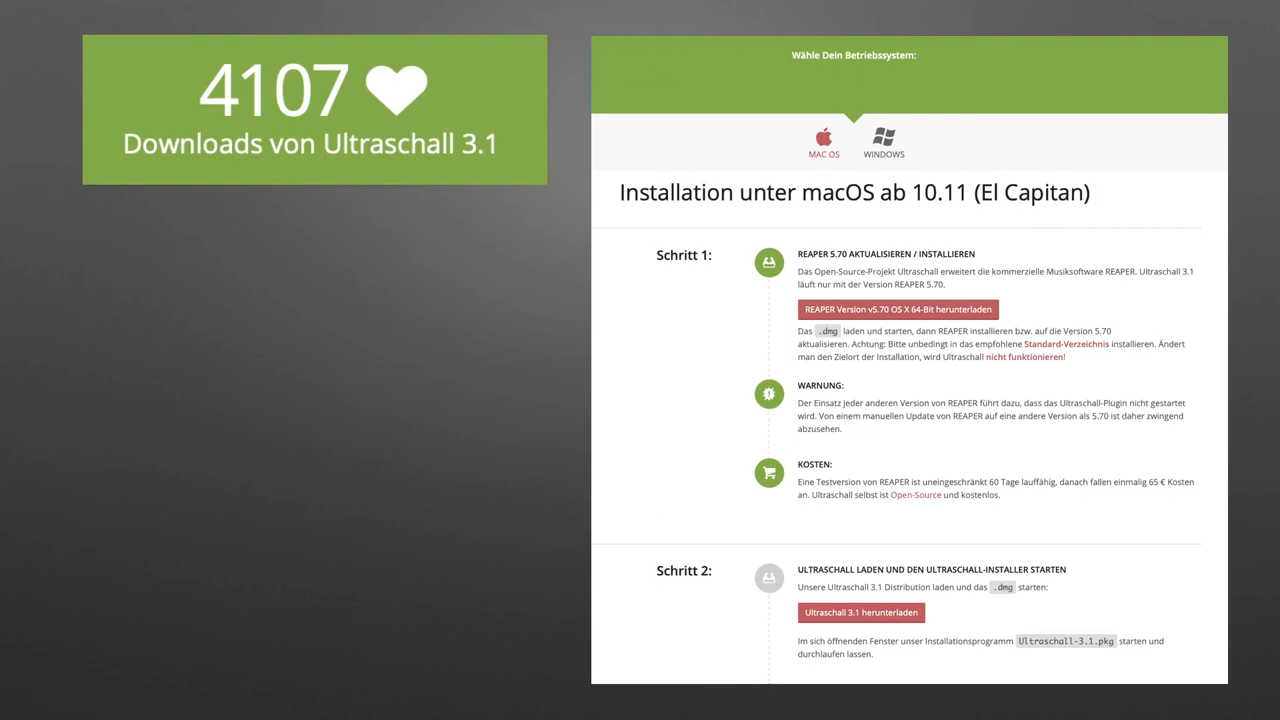 4107
Downloads von Ultraschall 3.1
Wähle Dein Betriebssystem:
MAC OS
WINDOWS
Installation unter macOS ab 10.11 (El Capitan)
Schritt 1:
REAPER 5.70 AKTUALISIEREN / INSTALLIEREN
Das Open-Source-Projekt Ultraschall erweitert die kommerzielle Musiksoftware REAPER. Ultraschall 3.1
läuft nur mit der Version REAPER 5.70.
REAPER Version v5.70 OS X 64-Bit herunterladen
Das .dmg laden und starten, dann REAPER installieren bzw. auf die Version 5.70
aktualisieren. Achtung: Bitte unbedingt in das empfohlene Standard-Verzeichnis installieren. Ändert
man den Zielort der Installation, wird Ultraschall nicht funktionieren!
WARNUNG:
Der Einsatz jeder anderen Version von REAPER führt dazu, dass das Ultraschall-Plugin nicht gestartet
wird. Von einem manuellen Update von REAPER auf eine andere Version als 5.70 ist daher zwingend
abzusehen.
KOSTEN:
Eine Testversion von REAPER ist uneingeschränkt 60 Tage lauffähig, danach fallen einmalig 65 € Kosten
an. Ultraschall selbst ist Open-Source und kostenlos.
Schritt 2:
ULTRASCHALL LADEN UND DEN ULTRASCHALL-INSTALLER STARTEN
Unsere Ultraschall 3.1 Distribution laden und das .dmg starten:
Ultraschall 3.1 herunterladen
Im sich öffnenden Fenster unser Installationsprogramm Ultraschall-3.1.pkg starten und
durchlaufen lassen.